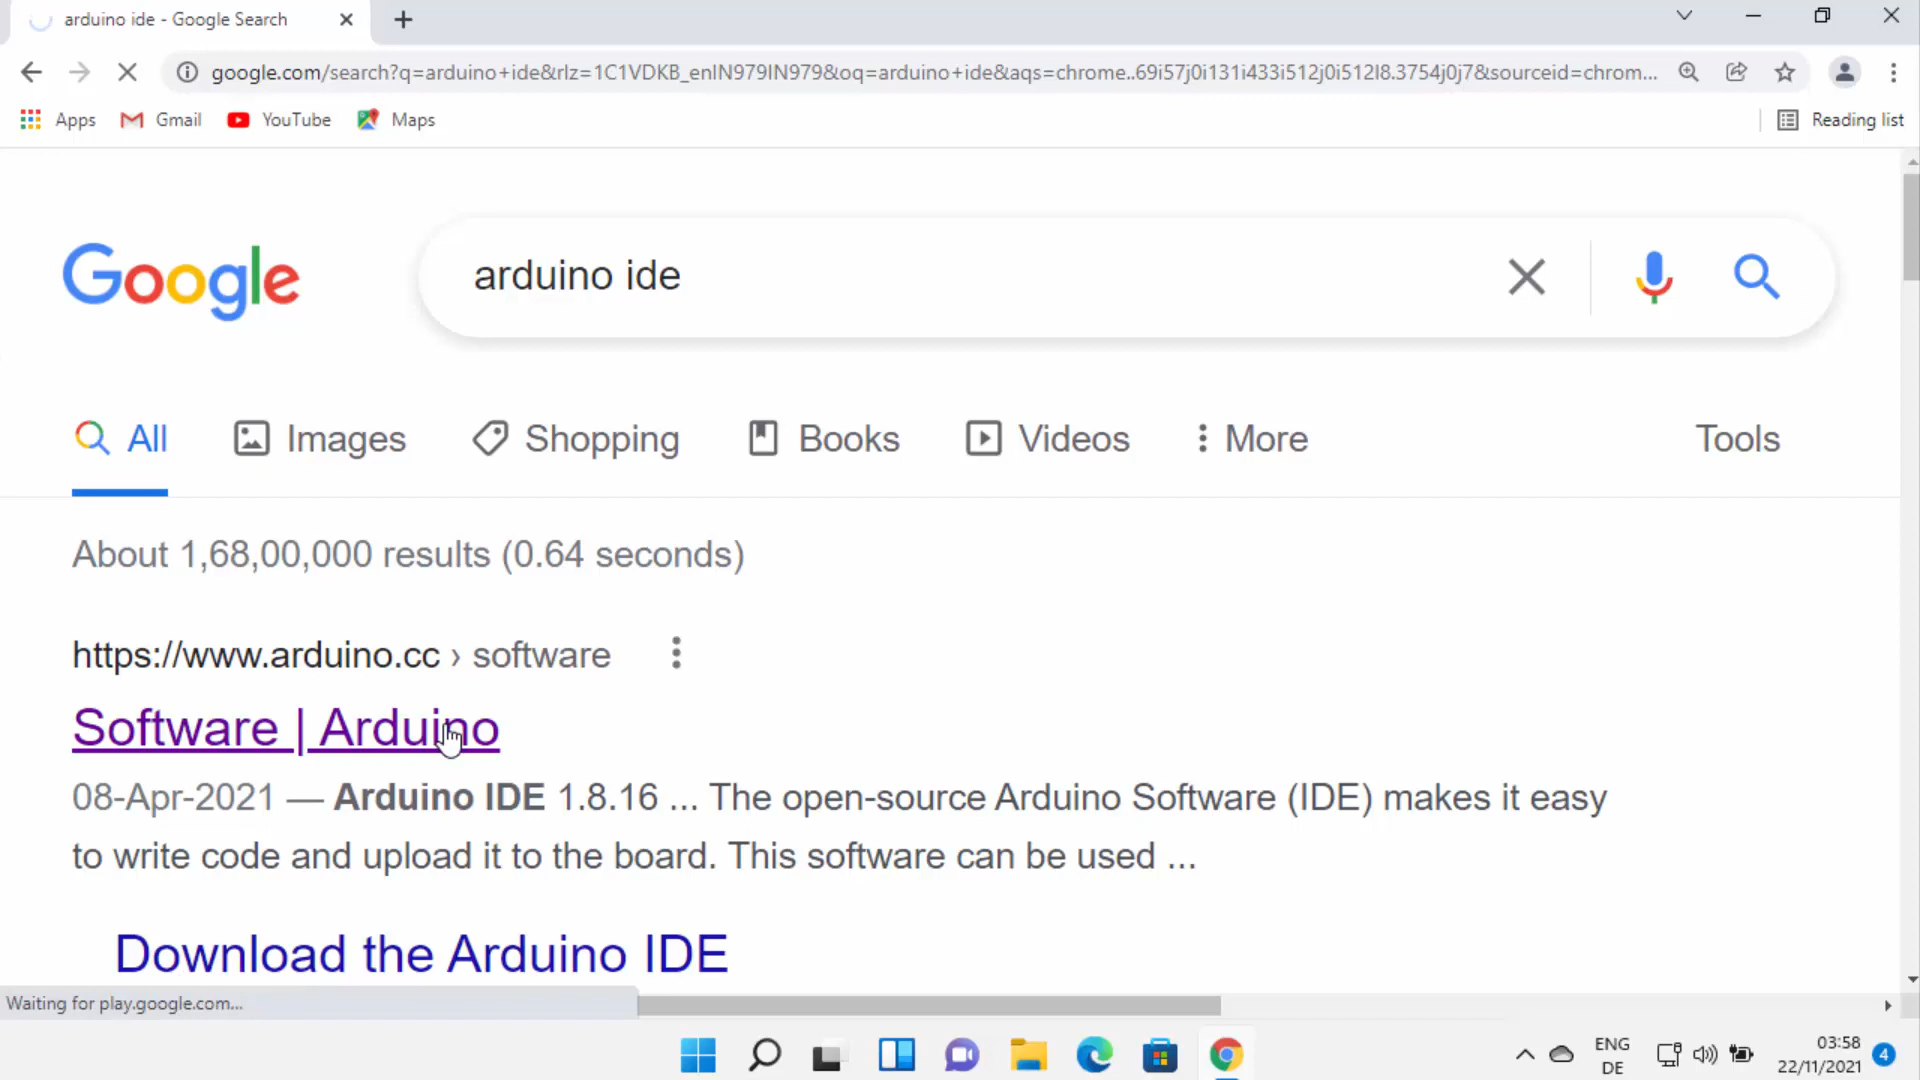 arduino ide - Google Search
google.com/search?q=arduino+ide&rlz=1C1VDKB_enIN979IN979&oq=arduino+ide&aqs=chrome..69i57j0i131i433i512j0i512l8.3754j0j7&sourceid=chrom...
Apps Gmail YouTube Maps Reading list
Google arduino ide
All Images Shopping Books Videos More Tools
About 1,68,00,000 results (0.64 seconds)
https://www.arduino.cc › software
Software | Arduino
08-Apr-2021 — Arduino IDE 1.8.16 ... The open-source Arduino Software (IDE) makes it easy
to write code and upload it to the board. This software can be used ...
Download the Arduino IDE
Waiting for play.google.com...
ENG 03:58
DE 22/11/2021 4